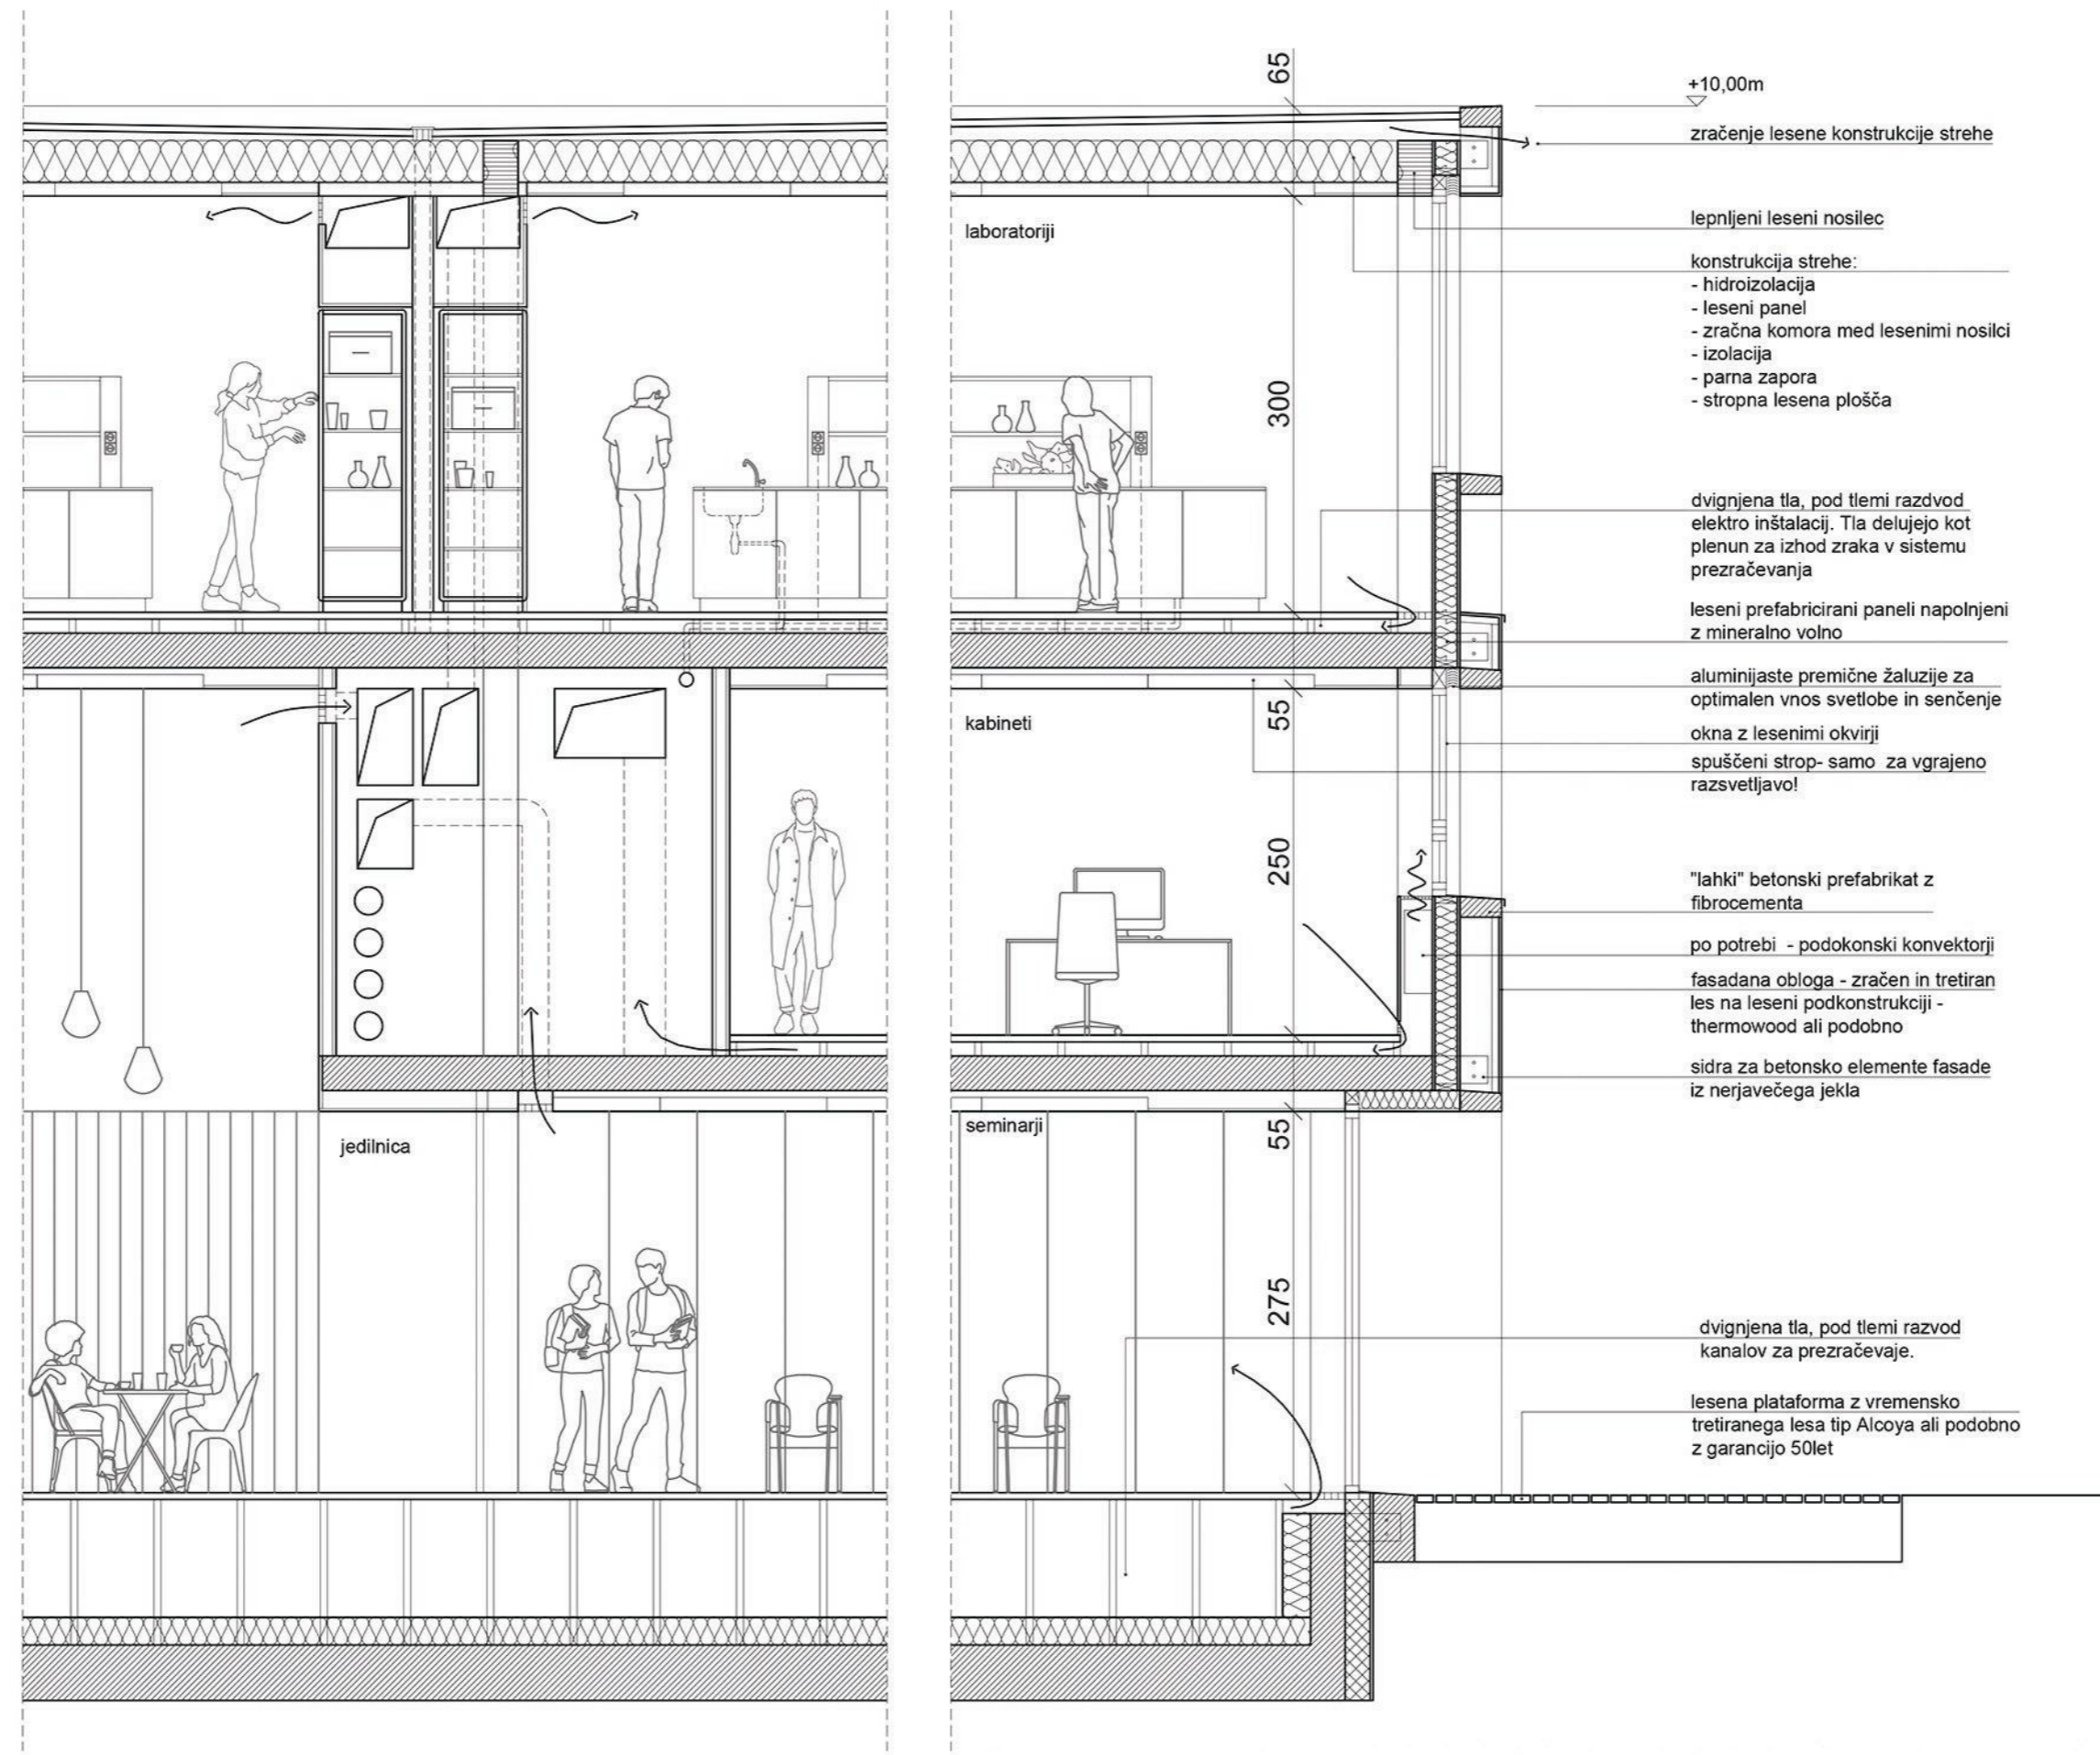 65
+10,00m
zračenje lesene konstrukcije strehe
laboratoriji
lepnljeni leseni nosilec
konstrukcija strehe:
- hidroizolacija
- leseni panel
- zračna komora med lesenimi nosilci
- izolacija
- parna zapora
- stropna lesena plošča
300
dvignjena tla, pod tlemi razdvod
elektro inštalacij. Tla delujejo kot
plenun za izhod zraka v sistemu
prezračevanja
leseni prefabricirani paneli napolnjeni
z mineralno volno
aluminijaste premične žaluzije za
optimalen vnos svetlobe in senčenje
kabineti
55
okna z lesenimi okvirji
spuščeni strop- samo  za vgrajeno
razsvetljavo!
250
"lahki" betonski prefabrikat z
fibrocementa
po potrebi  - podokonski konvektorji
fasadana obloga - zračen in tretiran
les na leseni podkonstrukciji -
thermowood ali podobno
sidra za betonsko elemente fasade
iz nerjavečega jekla
jedilnica
seminarji
55
275
dvignjena tla, pod tlemi razvod
kanalov za prezračevaje.
lesena plataforma z vremensko
tretiranega lesa tip Alcoya ali podobno
z garancijo 50let